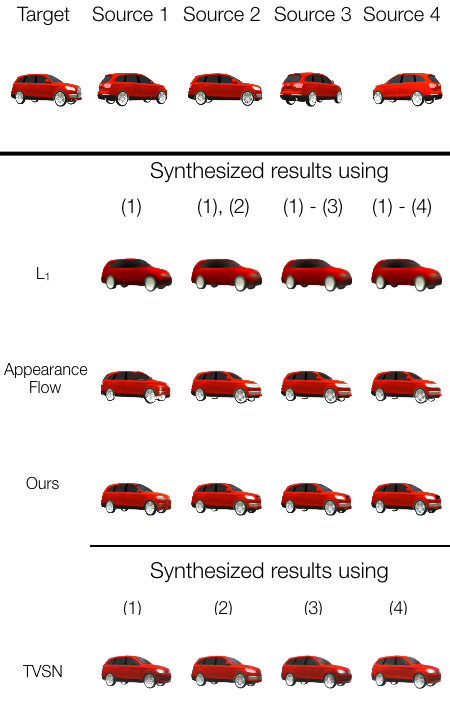 Target Source 1 Source 2 Source 3 Source 4
Synthesized results using
(1) (1), (2) (1) - (3) (1) - (4)
L1
Appearance
Flow
Ours
Synthesized results using
(1) (2) (3) (4)
TVSN